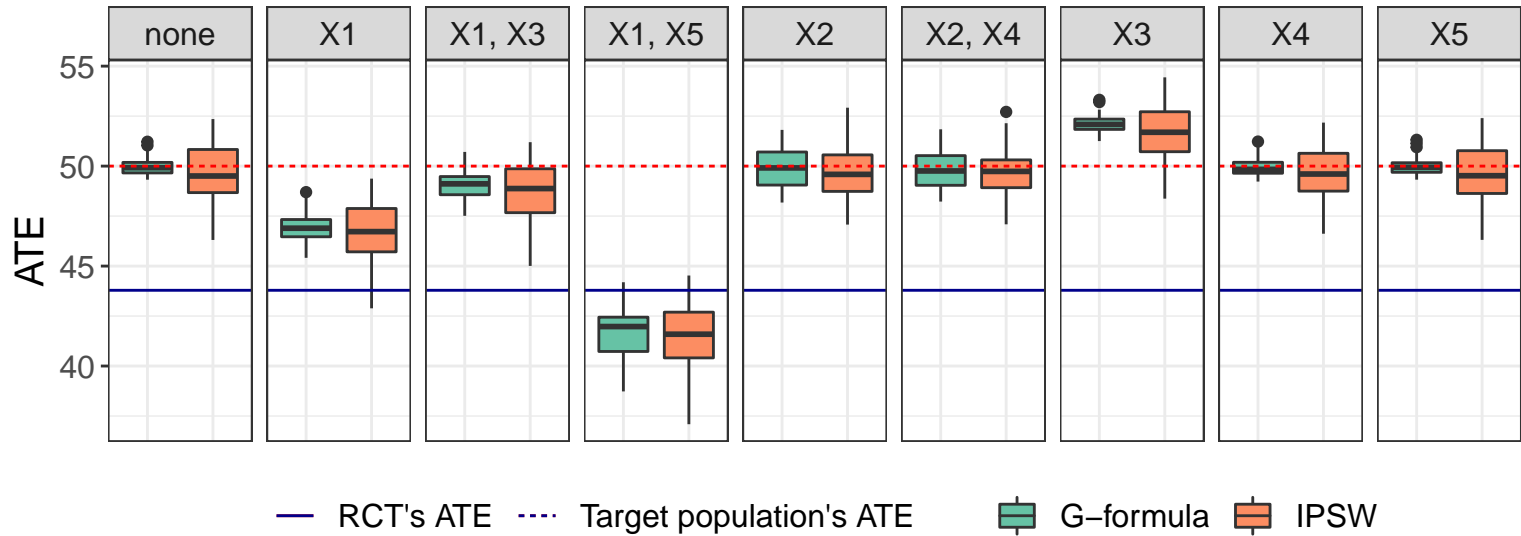 none X1 X1, X3 X1, X5 X2 X2, X4 X3 X4 X5
55
50
45
40
ATE
RCT's ATE Target population's ATE G−formula IPSW